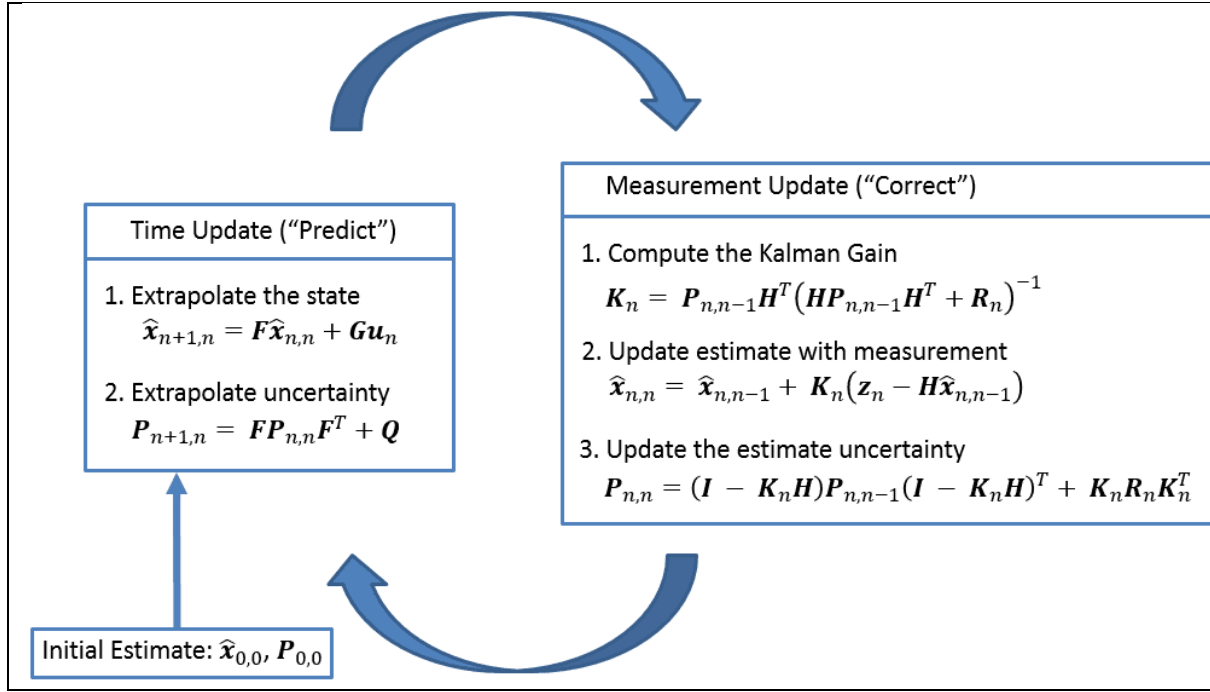 Time Update (“Predict”)
1. Extrapolate the state
x̂ₙ₊₁,ₙ = Fx̂ₙ,ₙ + Guₙ
2. Extrapolate uncertainty
Pₙ₊₁,ₙ = FPₙ,ₙFᵀ + Q
Initial Estimate: x̂₀,₀, P₀,₀
Measurement Update (“Correct”)
1. Compute the Kalman Gain
Kₙ = Pₙ,ₙ₋₁Hᵀ(HPₙ,ₙ₋₁Hᵀ + Rₙ)⁻¹
2. Update estimate with measurement
x̂ₙ,ₙ = x̂ₙ,ₙ₋₁ + Kₙ(zₙ − Hx̂ₙ,ₙ₋₁)
3. Update the estimate uncertainty
Pₙ,ₙ = (I − KₙH)Pₙ,ₙ₋₁(I − KₙH)ᵀ + KₙRₙKₙᵀ